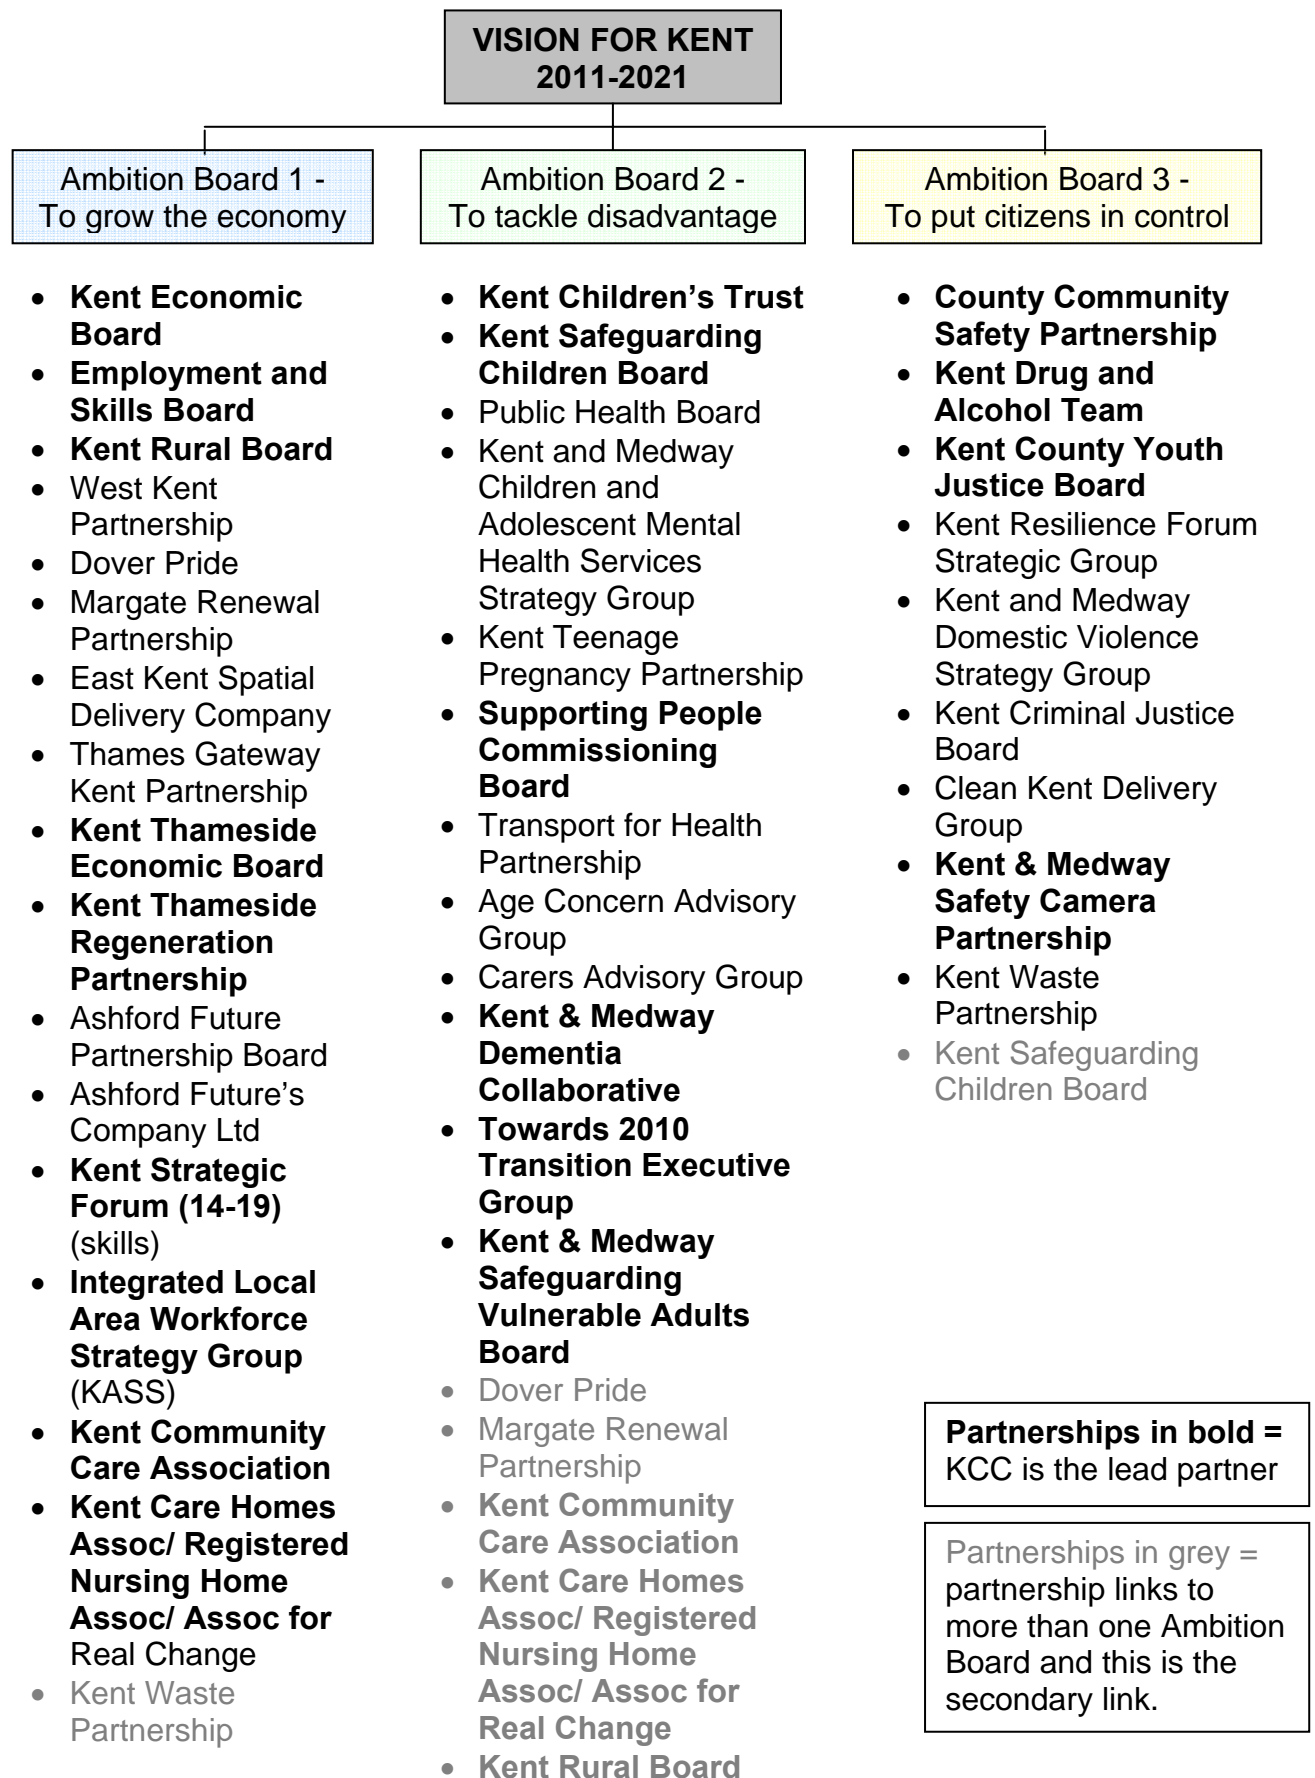 VISION FOR KENT
2011-2021
Ambition Board 1 -
To grow the economy
• Kent Economic
Board
• Employment and
Skills Board
• Kent Rural Board
• West Kent
Partnership
• Dover Pride
• Margate Renewal
Partnership
• East Kent Spatial
Delivery Company
• Thames Gateway
Kent Partnership
• Kent Thameside
Economic Board
• Kent Thameside
Regeneration
Partnership
• Ashford Future
Partnership Board
• Ashford Future's
Company Ltd
• Kent Strategic
Forum (14-19)
(skills)
• Integrated Local
Area Workforce
Strategy Group
(KASS)
• Kent Community
Care Association
• Kent Care Homes
Assoc/ Registered
Nursing Home
Assoc/ Assoc for
Real Change
• Kent Waste
Partnership
Ambition Board 2 -
To tackle disadvantage
• Kent Children’s Trust
• Kent Safeguarding
Children Board
• Public Health Board
• Kent and Medway
Children and
Adolescent Mental
Health Services
Strategy Group
• Kent Teenage
Pregnancy Partnership
• Supporting People
Commissioning
Board
• Transport for Health
Partnership
• Age Concern Advisory
Group
• Carers Advisory Group
• Kent & Medway
Dementia
Collaborative
• Towards 2010
Transition Executive
Group
• Kent & Medway
Safeguarding
Vulnerable Adults
Board
• Dover Pride
• Margate Renewal
Partnership
• Kent Community
Care Association
• Kent Care Homes
Assoc/ Registered
Nursing Home
Assoc/ Assoc for
Real Change
• Kent Rural Board
Ambition Board 3 -
To put citizens in control
• County Community
Safety Partnership
• Kent Drug and
Alcohol Team
• Kent County Youth
Justice Board
• Kent Resilience Forum
Strategic Group
• Kent and Medway
Domestic Violence
Strategy Group
• Kent Criminal Justice
Board
• Clean Kent Delivery
Group
• Kent & Medway
Safety Camera
Partnership
• Kent Waste
Partnership
• Kent Safeguarding
Children Board
Partnerships in bold =
KCC is the lead partner
Partnerships in grey =
partnership links to
more than one Ambition
Board and this is the
secondary link.